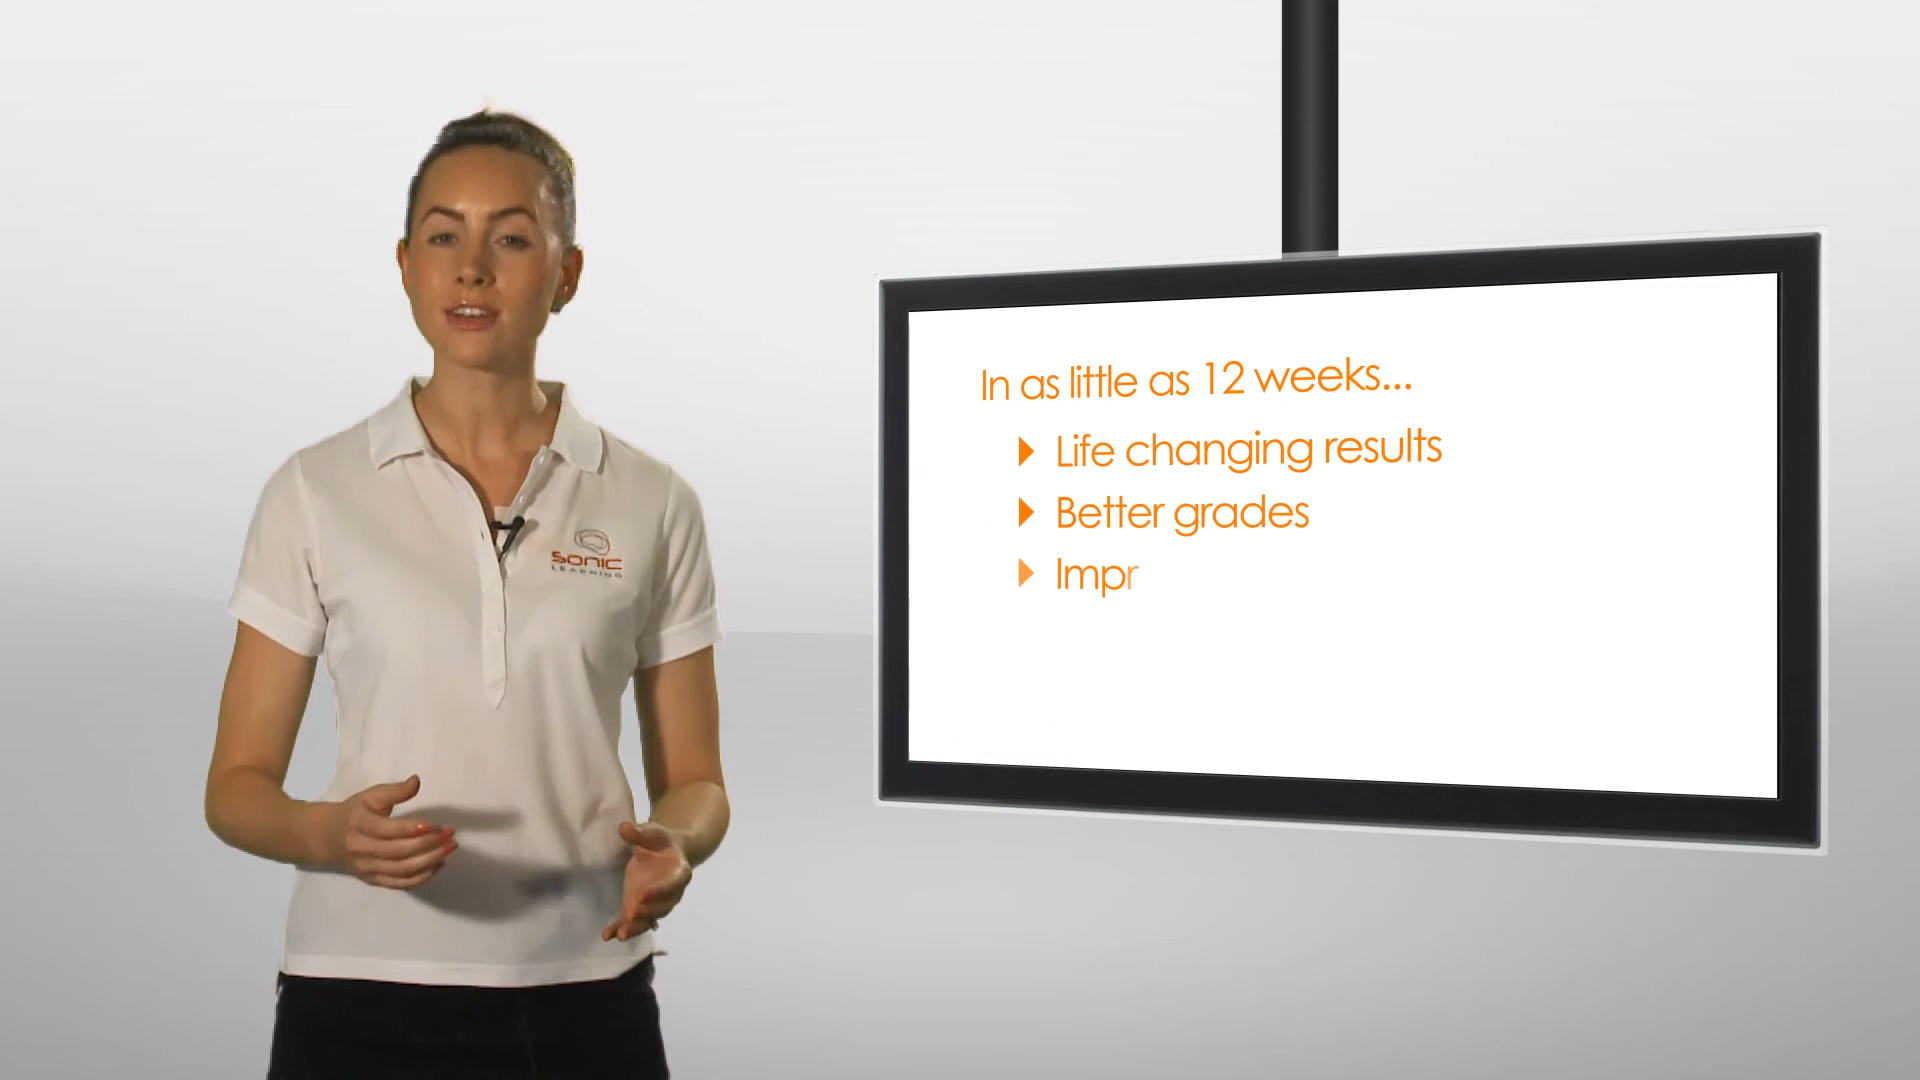 SONIC
LEARNING
In as little as 12 weeks...
Life changing results
Better grades
Impr